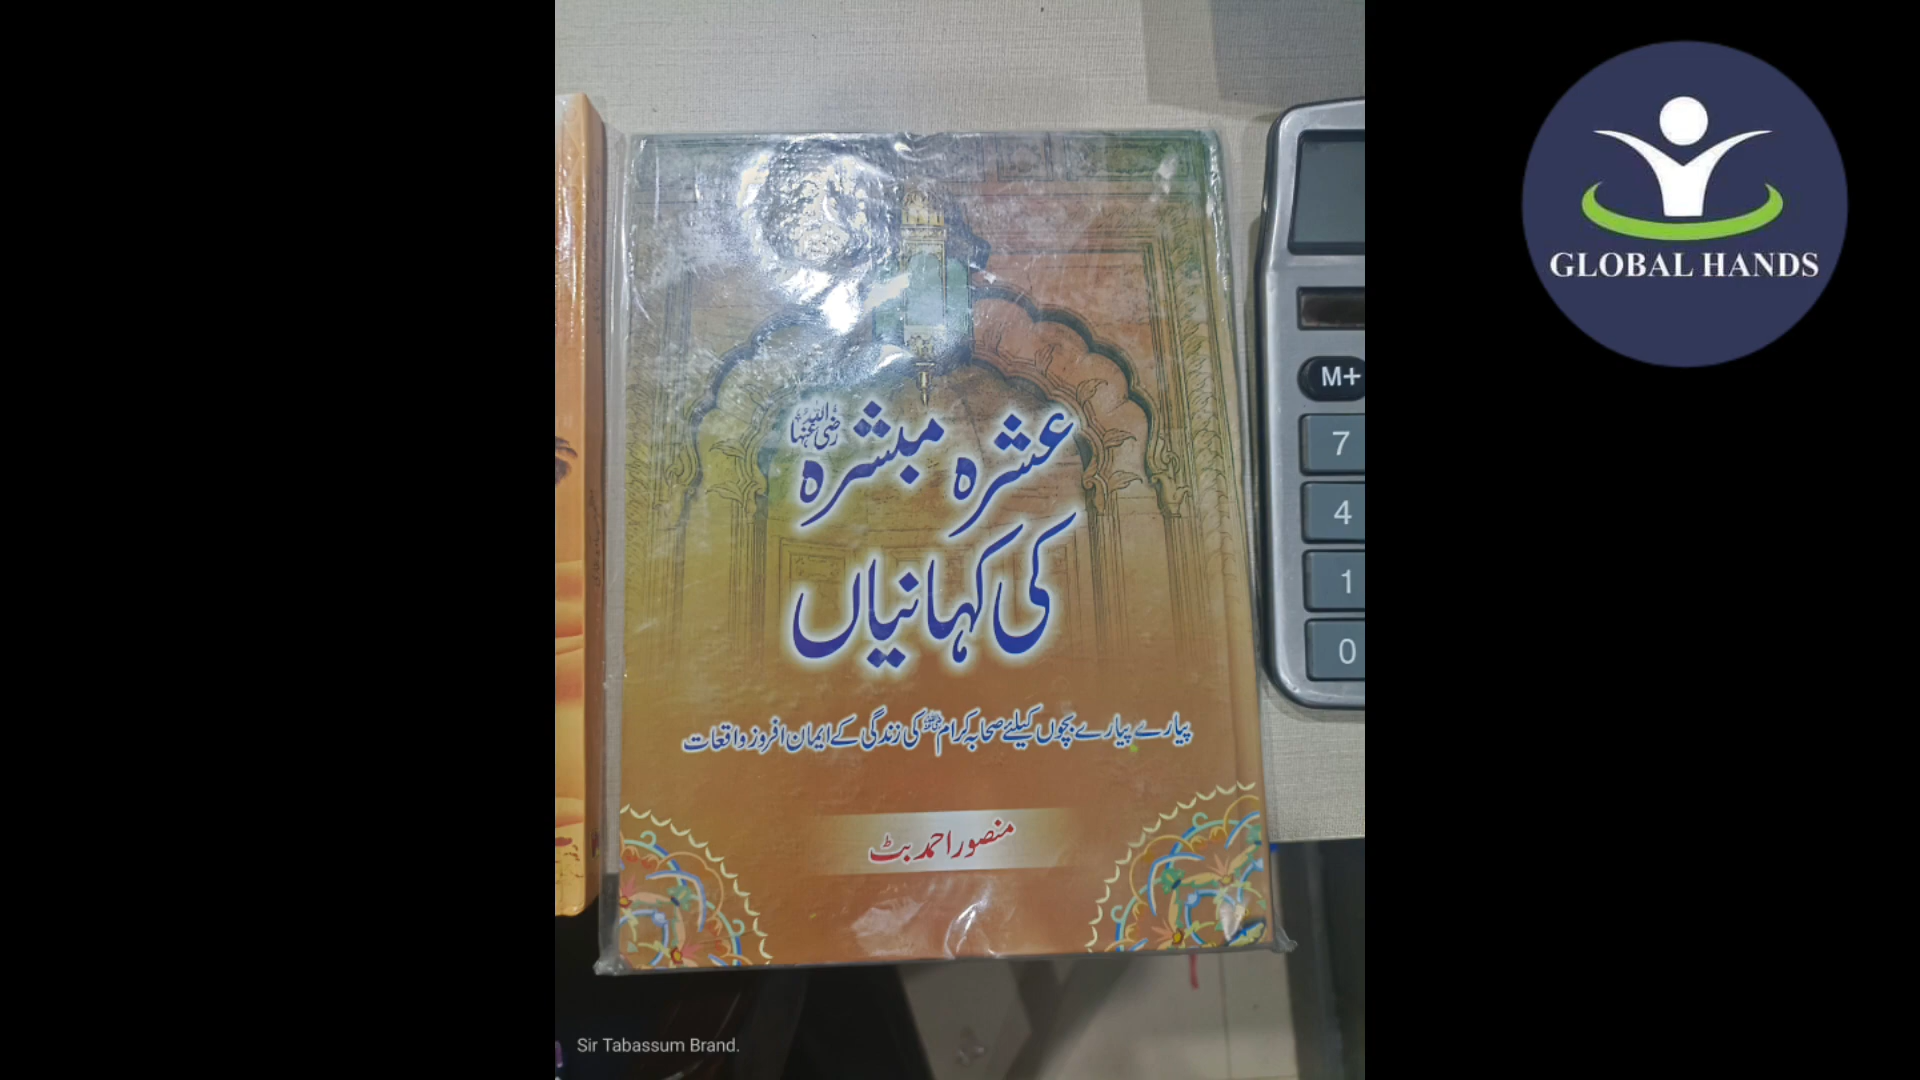 عشرہ مبشرہ رضی اللہ عنہا
کی کہانیاں
پیارے پیارے بچوں کیلئے صحابہ کرام کی زندگی کے ایمان افروز واقعات
منصور احمد بٹ
GLOBAL HANDS
M+
7
4
1
0
Sir Tabassum Brand.